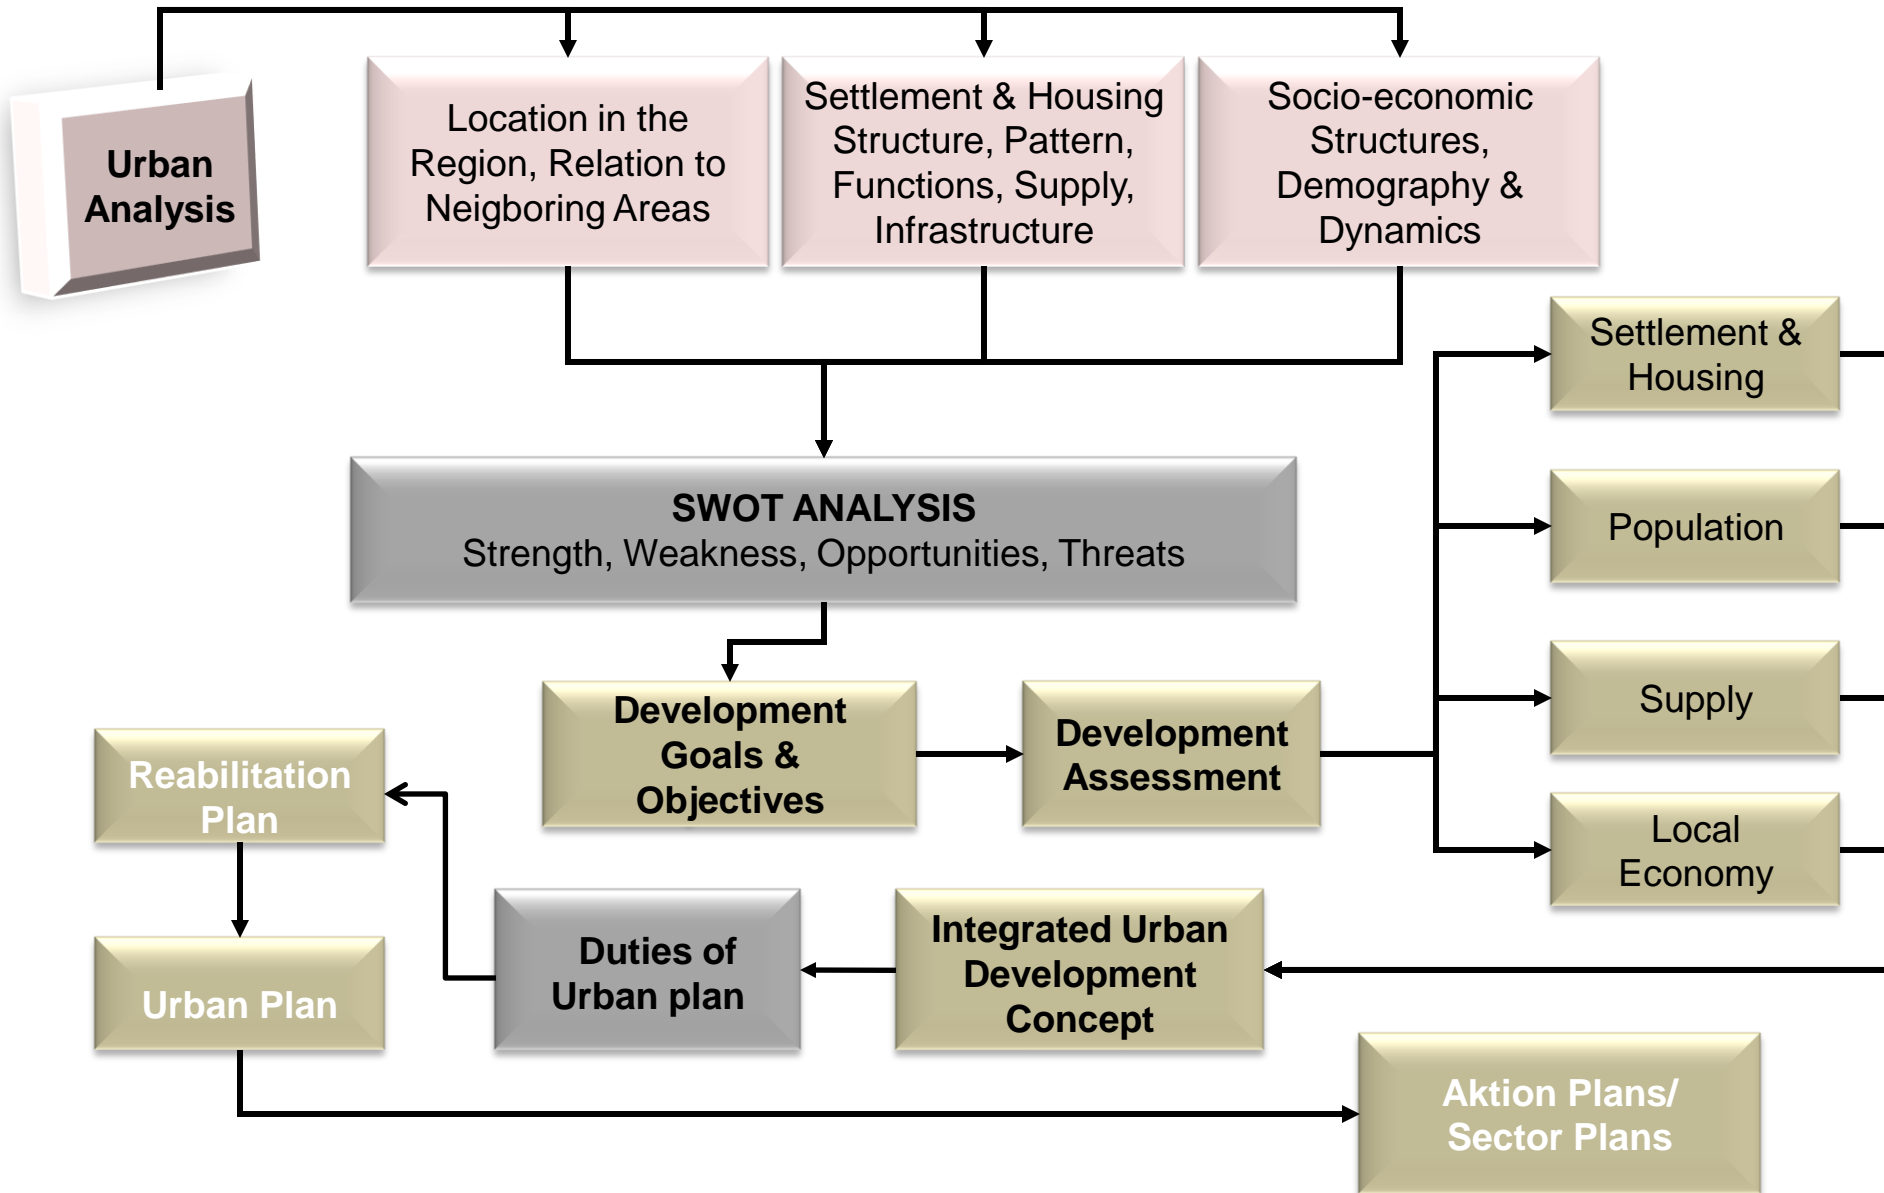 Urban
Analysis
Location in the
Region, Relation to
Neigboring Areas
Settlement & Housing
Structure, Pattern,
Functions, Supply,
Infrastructure
Socio-economic
Structures,
Demography &
Dynamics
SWOT ANALYSIS
Strength, Weakness, Opportunities, Threats
Settlement &
Housing
Population
Supply
Local
Economy
Development
Goals &
Objectives
Development
Assessment
Reabilitation
Plan
Urban Plan
Duties of
Urban plan
Integrated Urban
Development
Concept
Aktion Plans/
Sector Plans